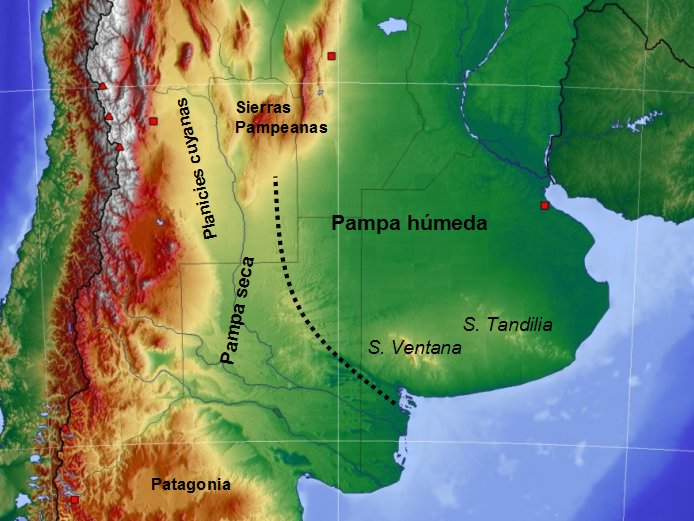 Sierras
Pampeanas
Planicies cuyanas
Pampa húmeda
Pampa seca
S. Tandilia
S. Ventana
Patagonia